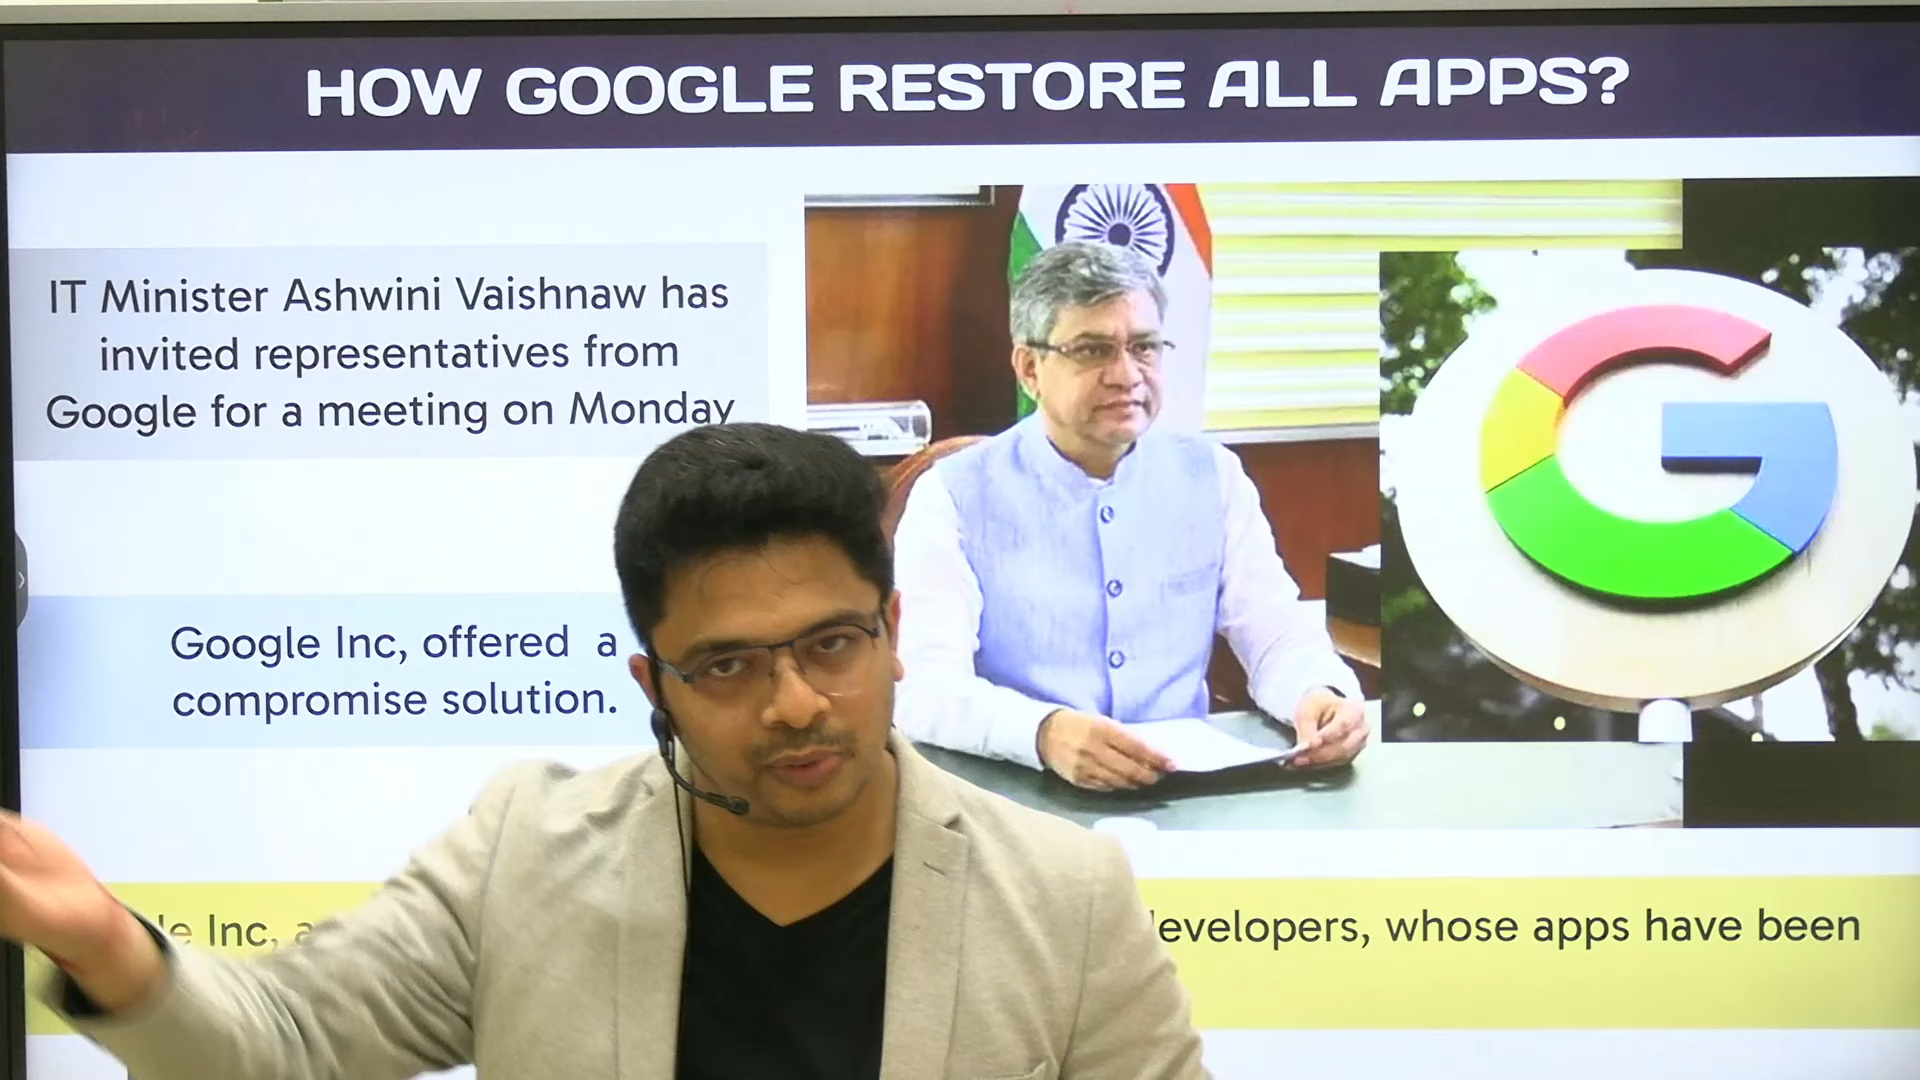 HOW GOOGLE RESTORE ALL APPS?
IT Minister Ashwini Vaishnaw has
invited representatives from
Google for a meeting on Monday
Google Inc, offered a
compromise solution.
Inc, whose apps have been